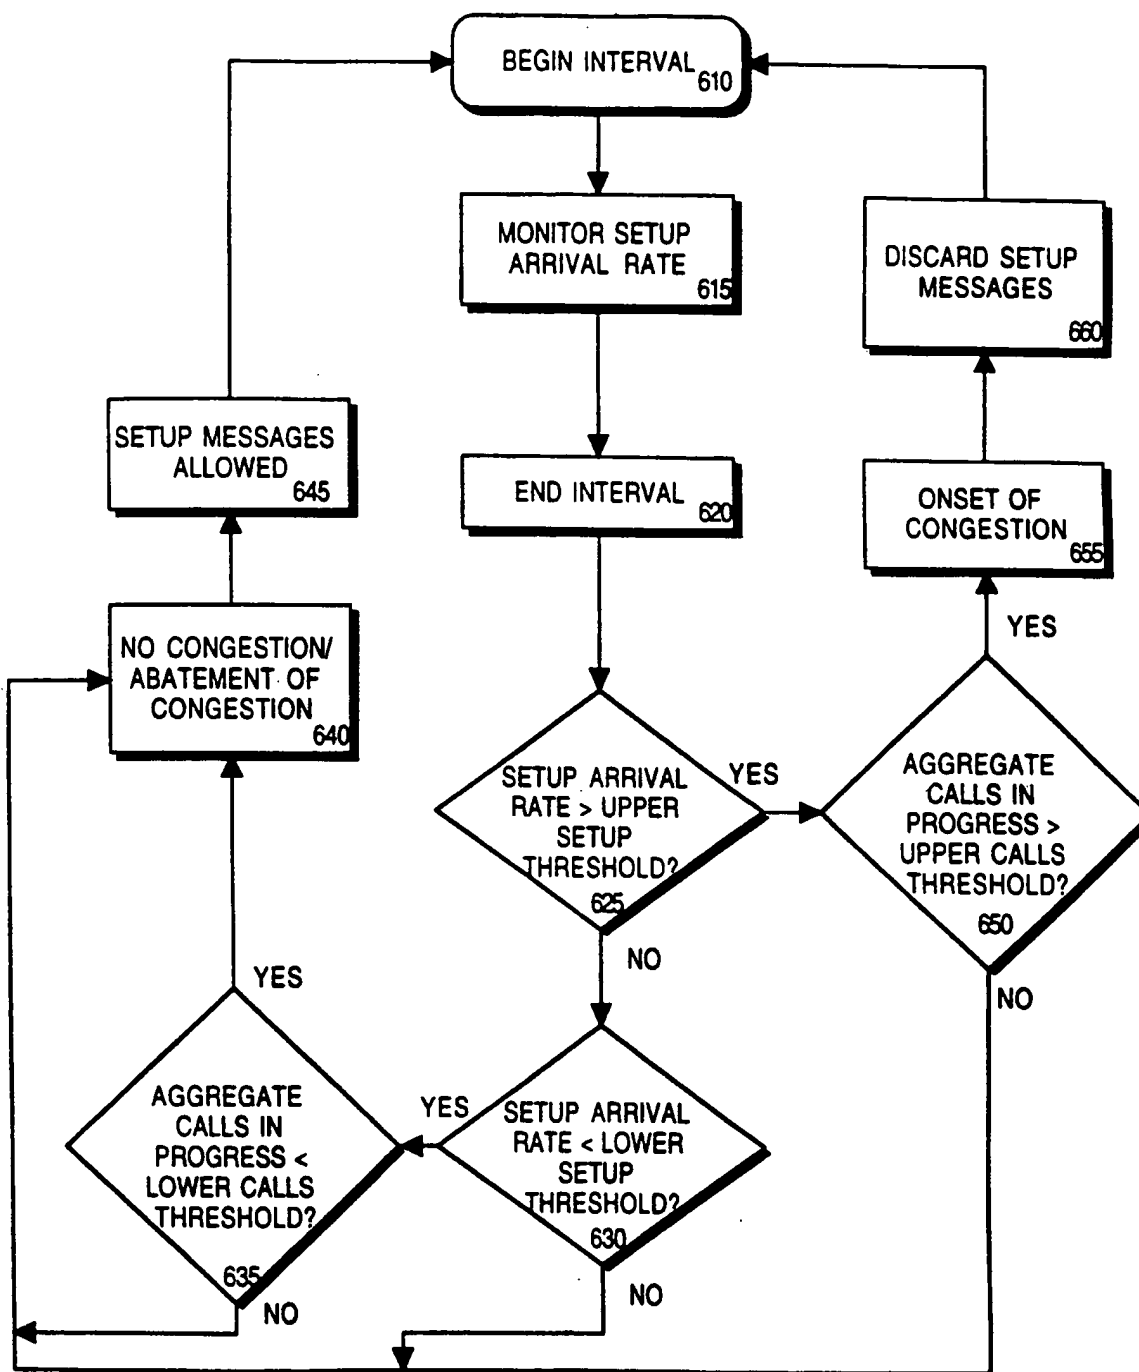 BEGIN INTERVAL
610
MONITOR SETUP
ARRIVAL RATE
615
DISCARD SETUP
MESSAGES
660
SETUP MESSAGES
ALLOWED
645
END INTERVAL
620
ONSET OF
CONGESTION
655
YES
NO CONGESTION/
ABATEMENT OF
CONGESTION
640
SETUP ARRIVAL
RATE > UPPER
SETUP
THRESHOLD?
625
YES
AGGREGATE
CALLS IN
PROGRESS >
UPPER CALLS
THRESHOLD?
650
NO
NO
YES
AGGREGATE
CALLS IN
PROGRESS <
LOWER CALLS
THRESHOLD?
635
NO
YES
SETUP ARRIVAL
RATE < LOWER
SETUP
THRESHOLD?
630
NO